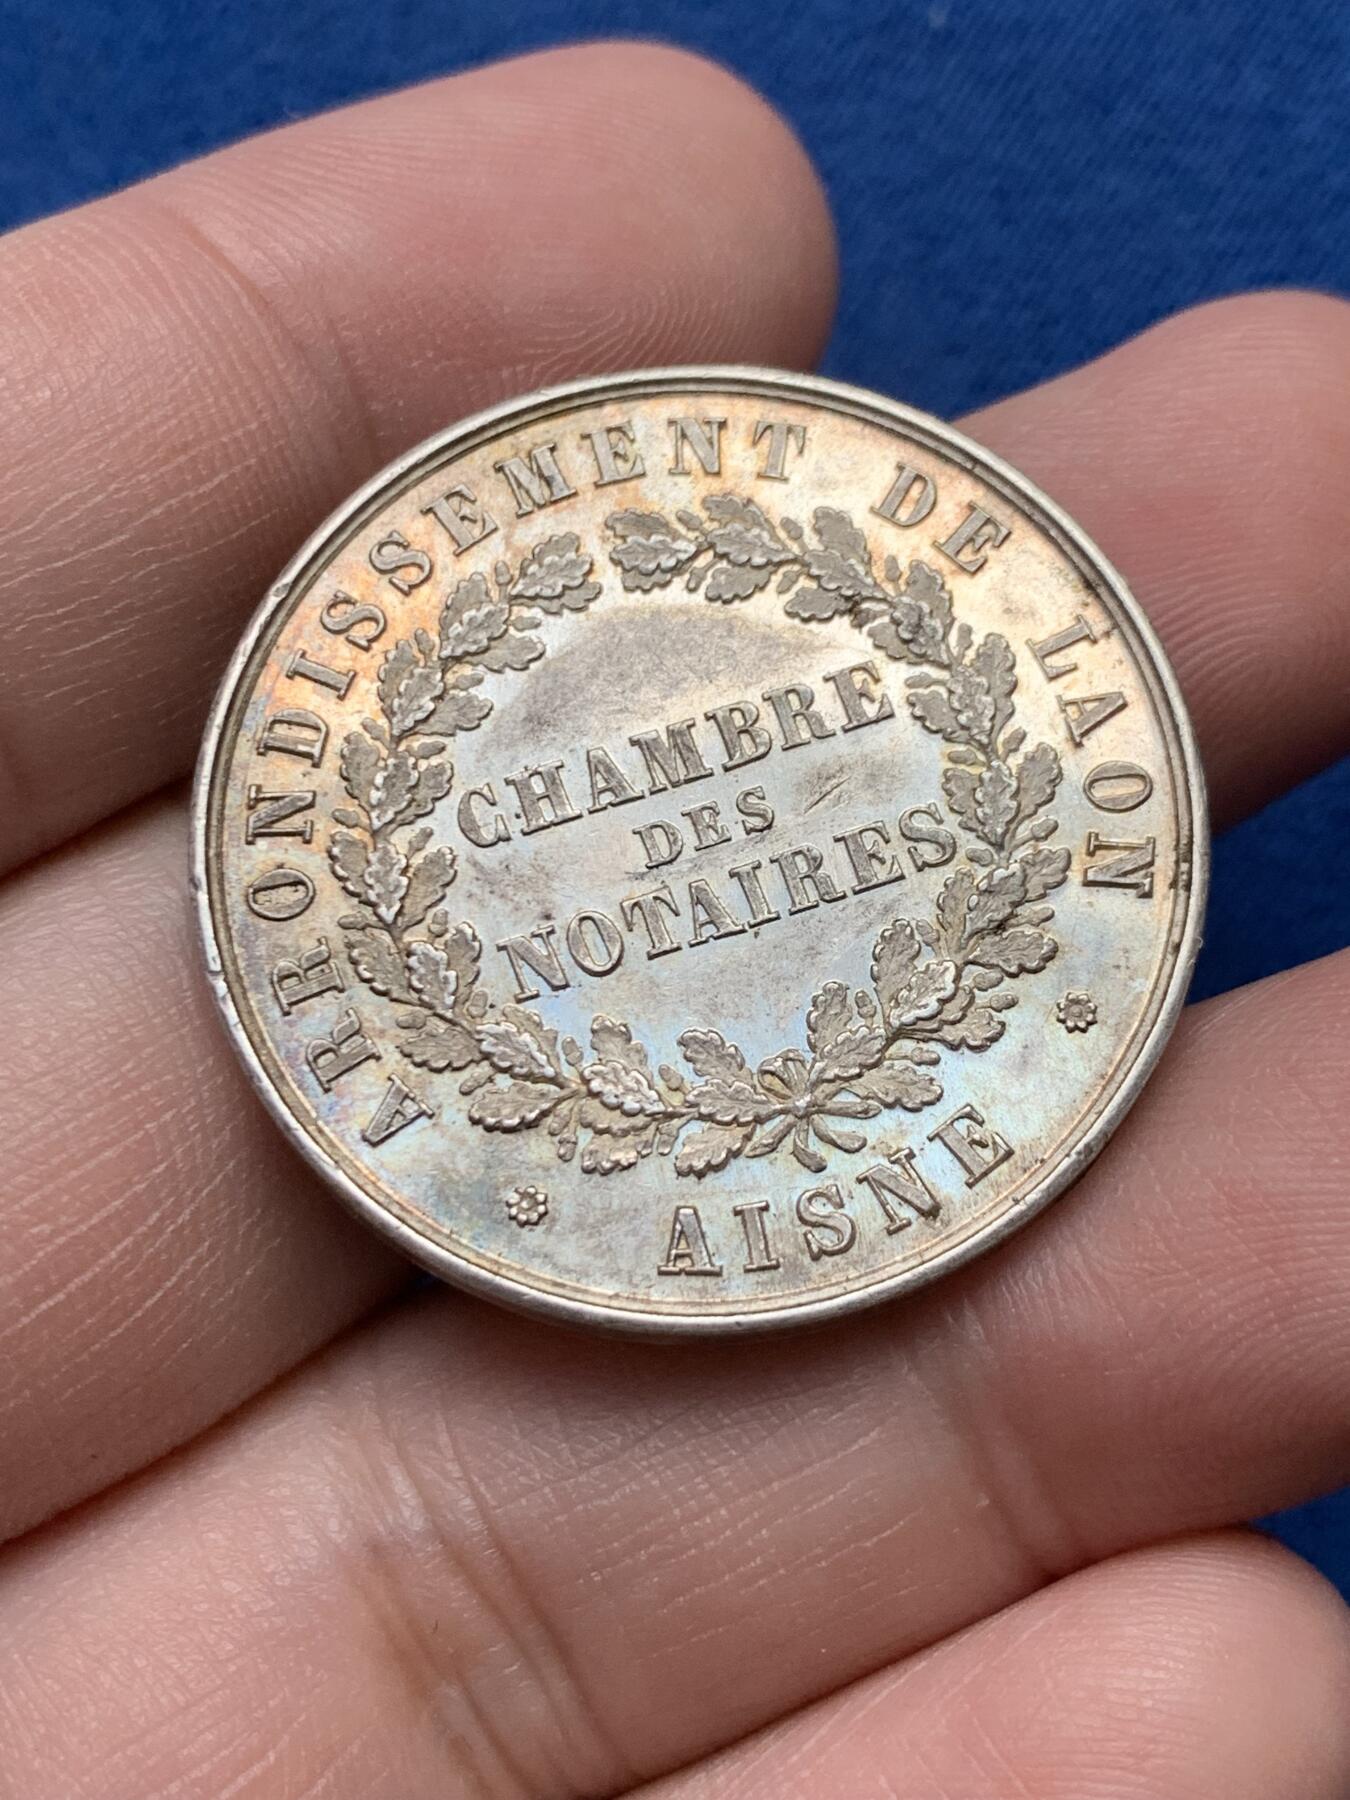 ARRONDISSEMENT DE LAON
CHAMBRE
DES
NOTAIRES
AISNE